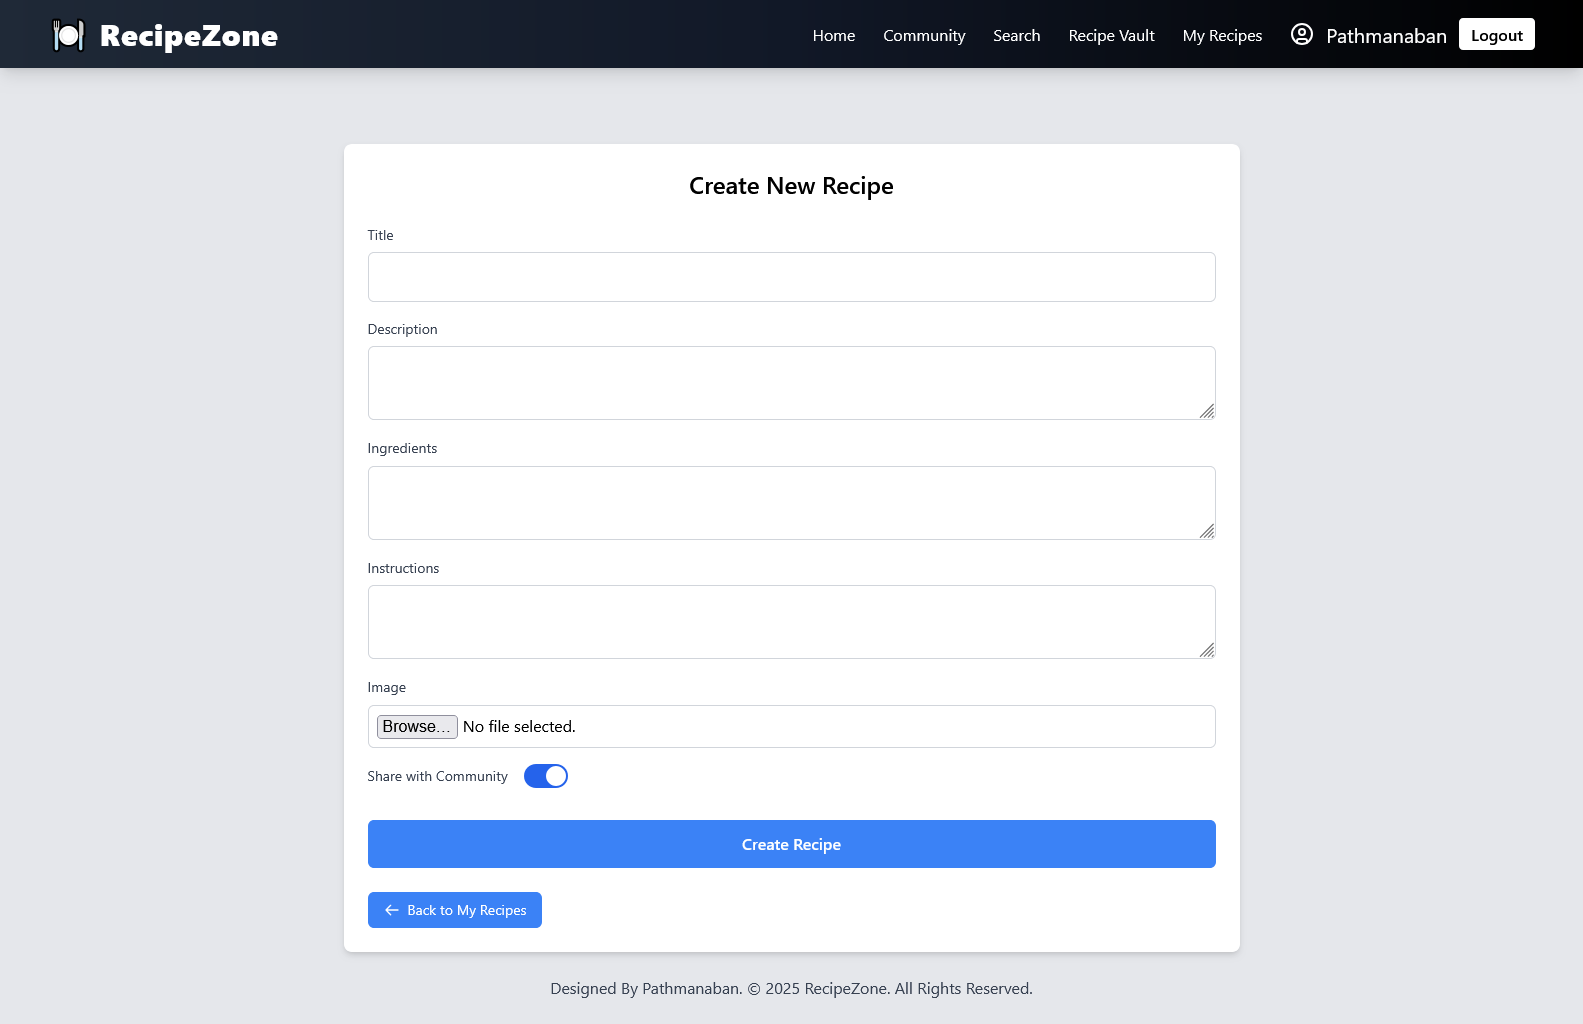 RecipeZone
Home Community Search Recipe Vault My Recipes Pathmanaban Logout
Create New Recipe
Title
Description
Ingredients
Instructions
Image
Browse... No file selected.
Share with Community
Create Recipe
← Back to My Recipes
Designed By Pathmanaban. © 2025 RecipeZone. All Rights Reserved.